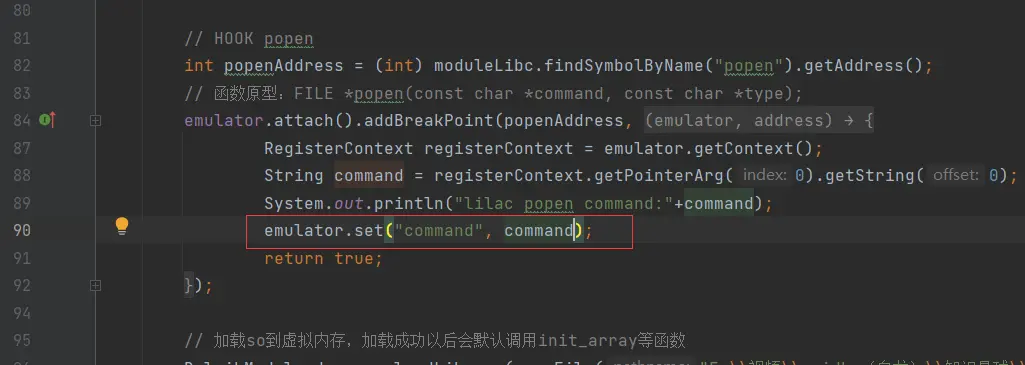 80
81 // HOOK popen
82 int popenAddress = (int) moduleLibc.findSymbolByName("popen").getAddress();
83 // 函数原型：FILE *popen(const char *command, const char *type);
84 emulator.attach().addBreakPoint(popenAddress, (emulator, address) → {
87 RegisterContext registerContext = emulator.getContext();
88 String command = registerContext.getPointerArg( index: 0).getString( offset: 0);
89 System.out.println("lilac popen command:"+command);
90 emulator.set("command", command);
91 return true;
92 });
94
95 // 加载so到虚拟内存，加载成功以后会默认调用init_array等函数